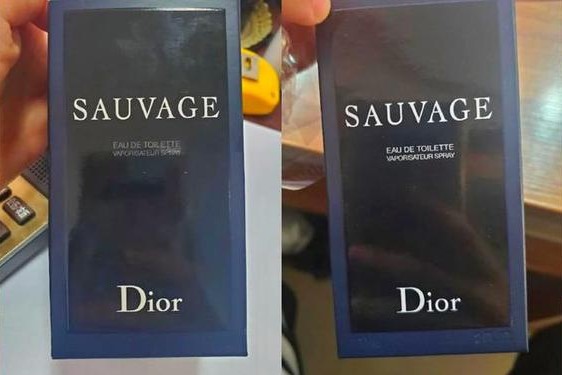 SAUVAGE
EAU DE TOILETTE
VAPORISATEUR SPRAY
Dior
SAUVAGE
EAU DE TOILETTE
VAPORISATEUR SPRAY
Dior